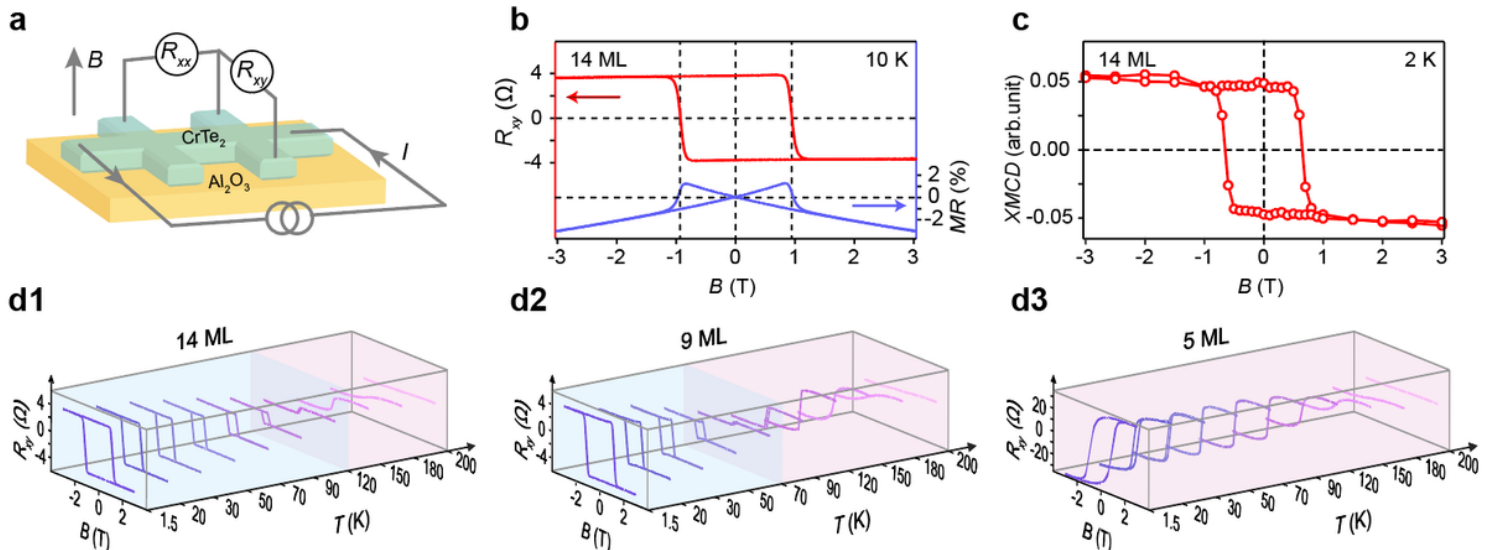 a
B
Rxx
Rxy
CrTe2
Al2O3
I
b
14 ML
10 K
Rxy (Ω)
4
0
-4
2
0
-2
MR (%)
-3
-2
-1
0
1
2
3
B (T)
c
14 ML
2 K
XMCD (arb.unit)
0.05
0.00
-0.05
-3
-2
-1
0
1
2
3
B (T)
d1
14 ML
Rxy (Ω)
4
0
-4
-2
0
2
B (T)
1.5
20
30
50
70
90
120
150
180
200
T (K)
d2
9 ML
Rxy (Ω)
4
0
-4
-2
0
2
B (T)
1.5
20
30
50
70
90
120
150
180
200
T (K)
d3
5 ML
Rxy (Ω)
20
0
-20
-2
0
2
B (T)
1.5
20
30
50
70
90
120
150
180
200
T (K)